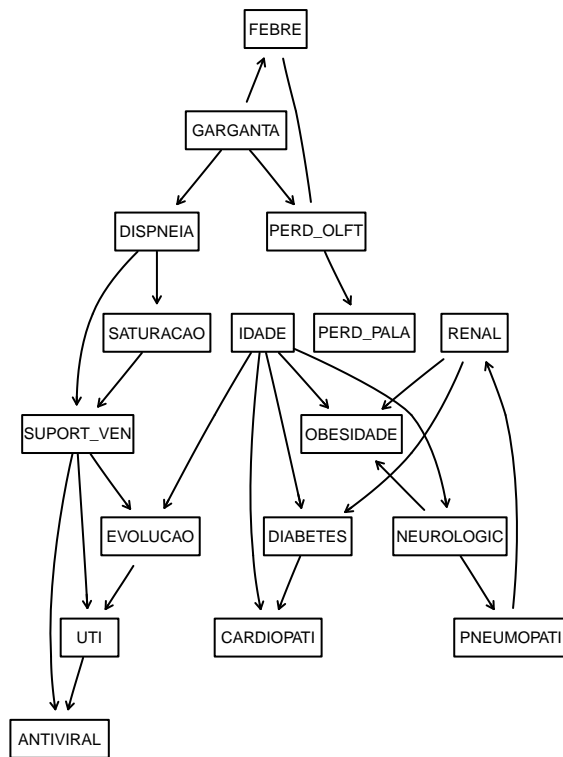 FEBRE
GARGANTA
DISPNEIA
PERD_OLFT
SATURACAO
IDADE
PERD_PALA
RENAL
SUPORT_VEN
OBESIDADE
EVOLUCAO
DIABETES
NEUROLOGIC
UTI
CARDIOPATI
PNEUMOPATI
ANTIVIRAL